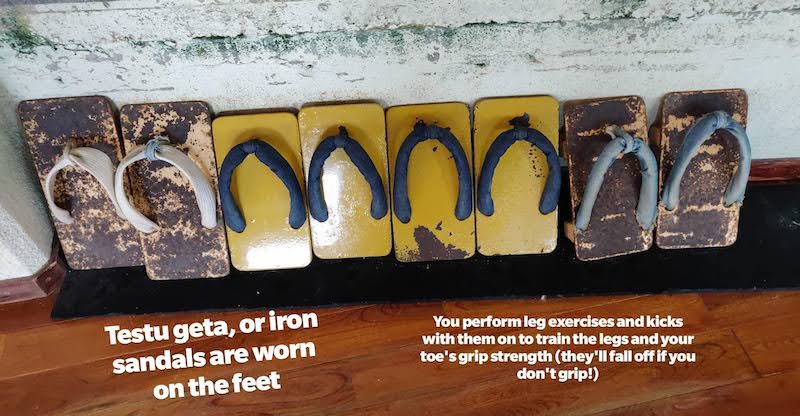 Testu geta, or iron
sandals are worn
on the feet
You perform leg exercises and kicks
with them on to train the legs and your
toe's grip strength (they'll fall off if you
don't grip!)